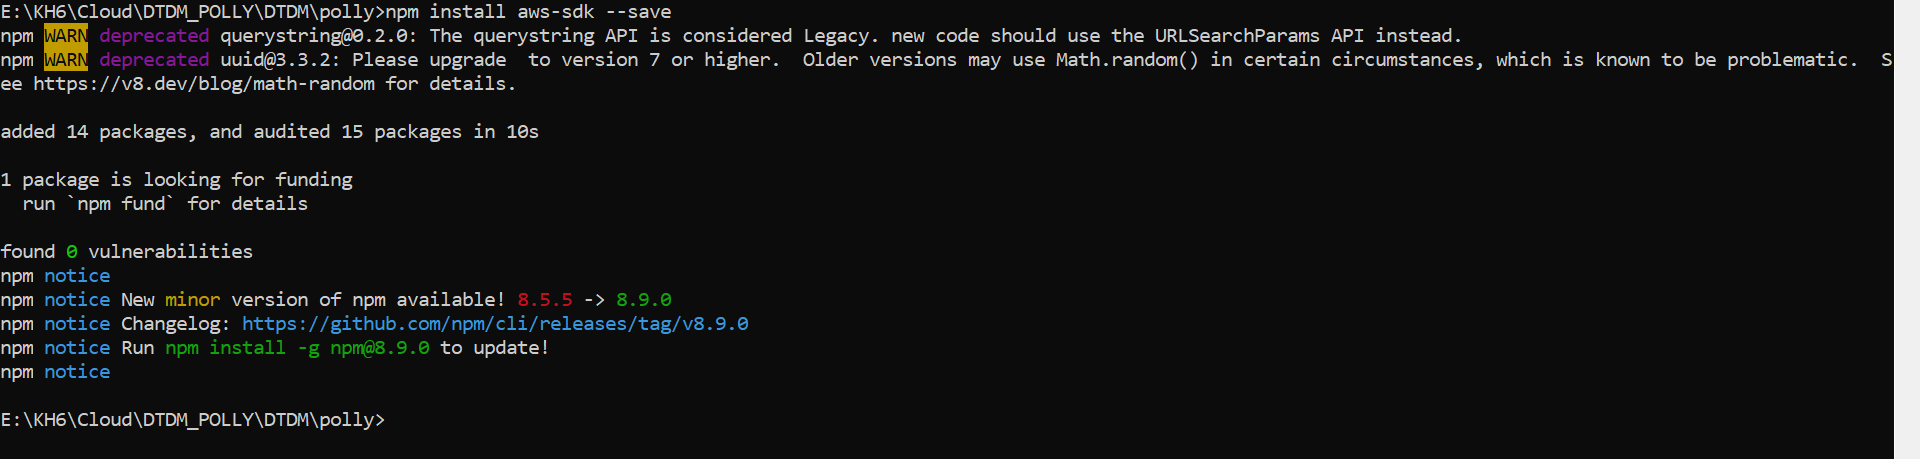 E:\KH6\Cloud\DTDM_POLLY\DTDM\polly>npm install aws-sdk --save
npm WARN deprecated querystring@0.2.0: The querystring API is considered Legacy. new code should use the URLSearchParams API instead.
npm WARN deprecated uuid@3.3.2: Please upgrade  to version 7 or higher.  Older versions may use Math.random() in certain circumstances, which is known to be problematic.  S
ee https://v8.dev/blog/math-random for details.
added 14 packages, and audited 15 packages in 10s
1 package is looking for funding
  run `npm fund` for details
found 0 vulnerabilities
npm notice
npm notice New minor version of npm available! 8.5.5 -> 8.9.0
npm notice Changelog: https://github.com/npm/cli/releases/tag/v8.9.0
npm notice Run npm install -g npm@8.9.0 to update!
npm notice
E:\KH6\Cloud\DTDM_POLLY\DTDM\polly>